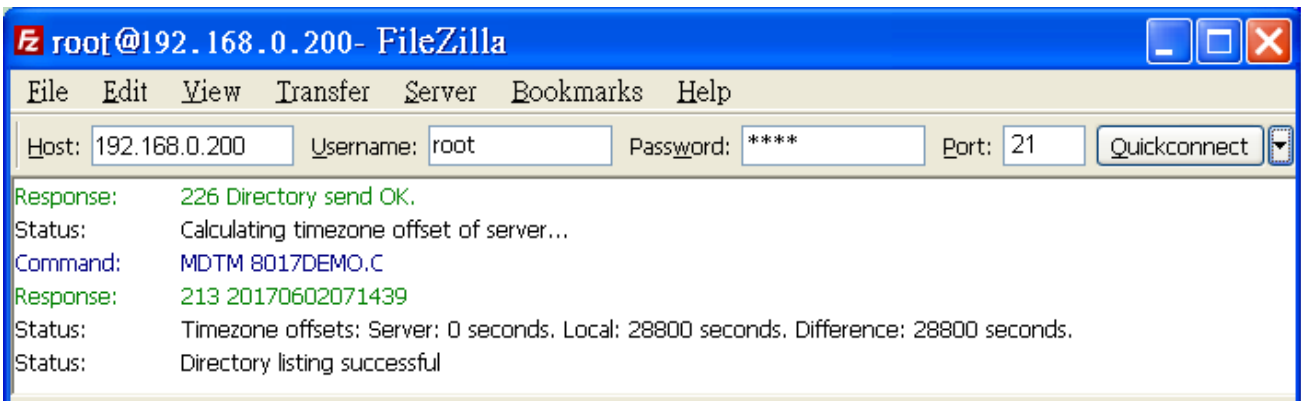 Fz root@192.168.0.200- FileZilla
File Edit View Transfer Server Bookmarks Help
Host: 192.168.0.200 Username: root Password: **** Port: 21 Quickconnect
Response: 226 Directory send OK.
Status: Calculating timezone offset of server...
Command: MDTM 8017DEMO.C
Response: 213 20170602071439
Status: Timezone offsets: Server: 0 seconds. Local: 28800 seconds. Difference: 28800 seconds.
Status: Directory listing successful